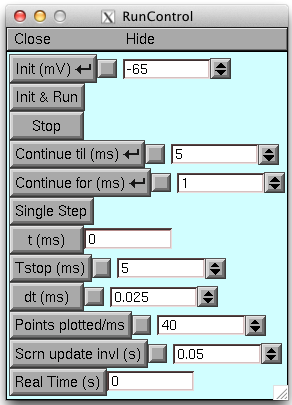 RunControl
Close Hide
Init (mV) -65
Init & Run
Stop
Continue til (ms) 5
Continue for (ms) 1
Single Step
t (ms) 0
Tstop (ms) 5
dt (ms) 0.025
Points plotted/ms 40
Scrn update invl (s) 0.05
Real Time (s) 0